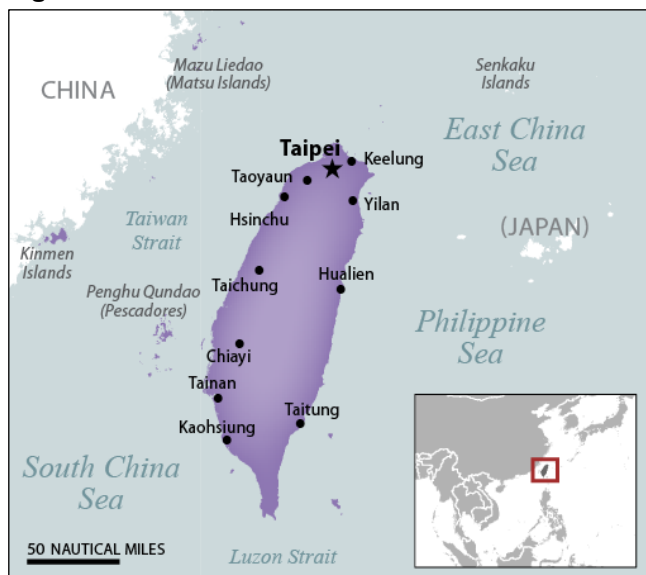 Mazu Liedao
(Matsu Islands)
Senkaku
Islands
CHINA
East China
Sea
Taipei
Keelung
Taoyaun
Yilan
Hsinchu
Taiwan
Strait
(JAPAN)
Kinmen
Islands
Taichung
Hualien
Penghu Qundao
(Pescadores)
Philippine
Sea
Chiayi
Tainan
Taitung
Kaohsiung
South China
Sea
50 NAUTICAL MILES
Luzon Strait